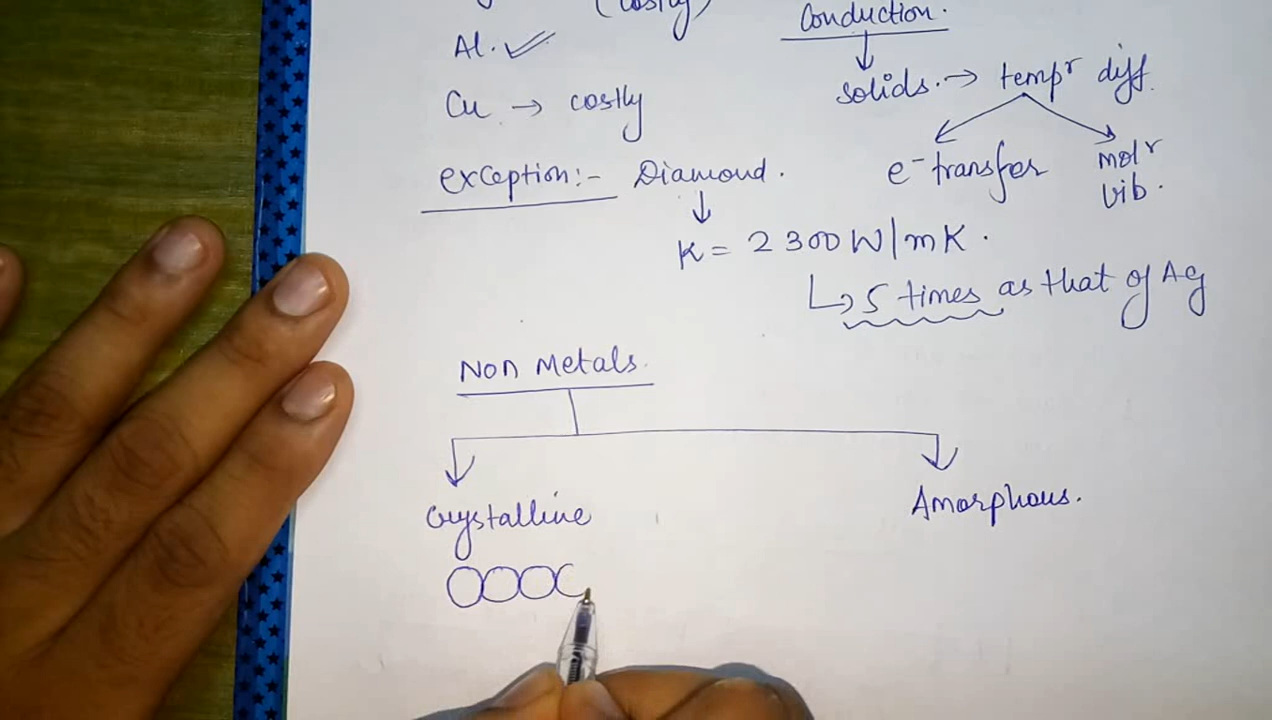 (costly)
Al.
Cu → costly
exception:- Diamond.
K = 2300 W/mK.
↳ 5 times as that of Ag
Conduction.
solids. → tempr diff.
e- transfer
molr
vib.
Non Metals.
Crystalline
Amorphous.